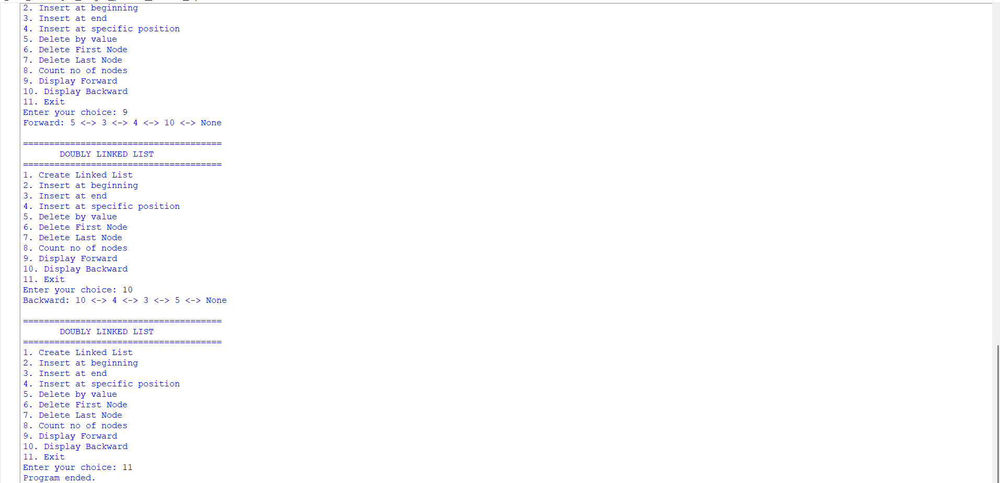 2. Insert at beginning
3. Insert at end
4. Insert at specific position
5. Delete by value
6. Delete First Node
7. Delete Last Node
8. Count no of nodes
9. Display Forward
10. Display Backward
11. Exit
Enter your choice: 9
Forward: 5 <-> 3 <-> 4 <-> 10 <-> None
======================================
DOUBLY LINKED LIST
======================================
1. Create Linked List
2. Insert at beginning
3. Insert at end
4. Insert at specific position
5. Delete by value
6. Delete First Node
7. Delete Last Node
8. Count no of nodes
9. Display Forward
10. Display Backward
11. Exit
Enter your choice: 10
Backward: 10 <-> 4 <-> 3 <-> 5 <-> None
======================================
DOUBLY LINKED LIST
======================================
1. Create Linked List
2. Insert at beginning
3. Insert at end
4. Insert at specific position
5. Delete by value
6. Delete First Node
7. Delete Last Node
8. Count no of nodes
9. Display Forward
10. Display Backward
11. Exit
Enter your choice: 11
Program ended.